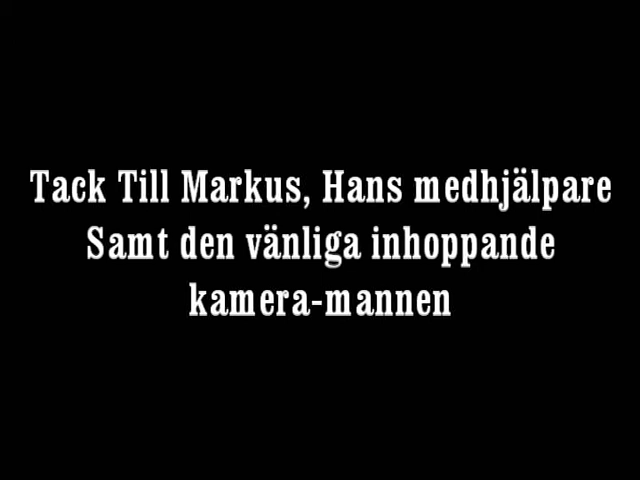 Tack Till Markus, Hans medhjälpare
Samt den vänliga inhoppande
kamera-mannen